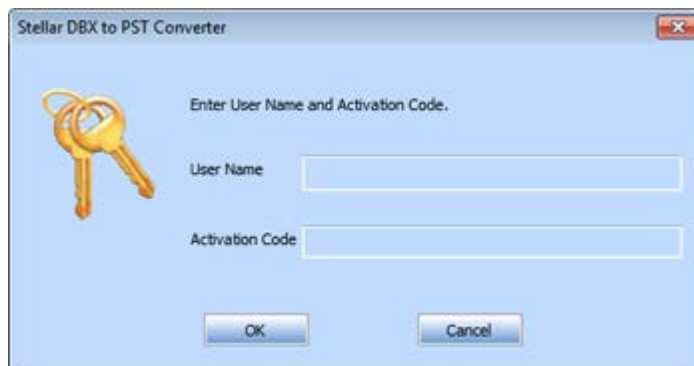 Stellar DBX to PST Converter
Enter User Name and Activation Code.
User Name
Activation Code
OK
Cancel